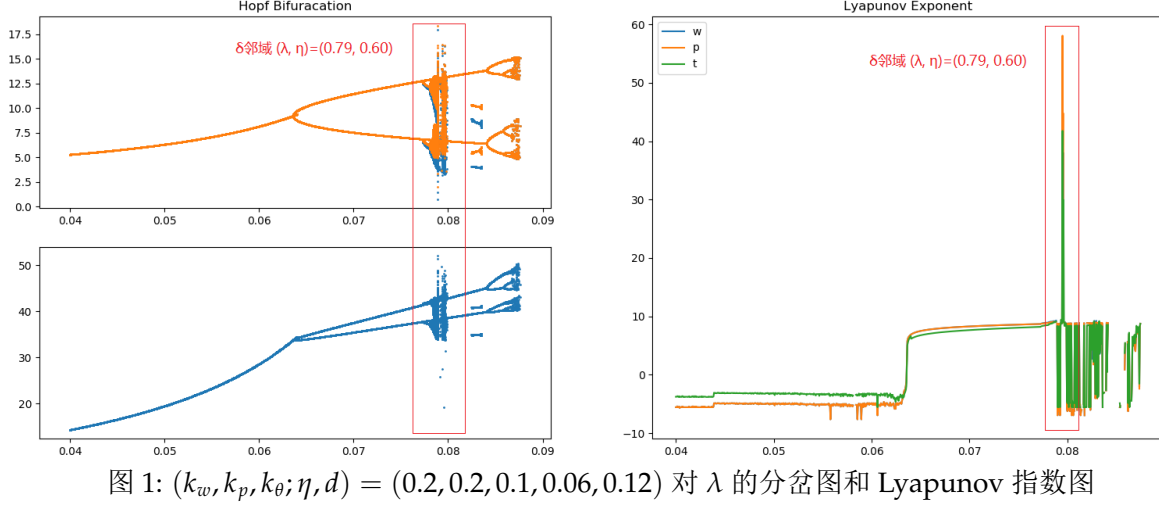 Hopf Bifuracation
δ邻域 (λ, η)=(0.79, 0.60)
17.5
15.0
12.5
10.0
7.5
5.0
2.5
0.0
0.04 0.05 0.06 0.07 0.08 0.09
50
40
30
20
0.04 0.05 0.06 0.07 0.08 0.09
Lyapunov Exponent
w
p
t
δ邻域 (λ, η)=(0.79, 0.60)
60
50
40
30
20
10
0
−10
0.04 0.05 0.06 0.07 0.08
图 1: (k_w, k_p, k_θ; η, d) = (0.2, 0.2, 0.1, 0.06, 0.12) 对 λ 的分岔图和 Lyapunov 指数图